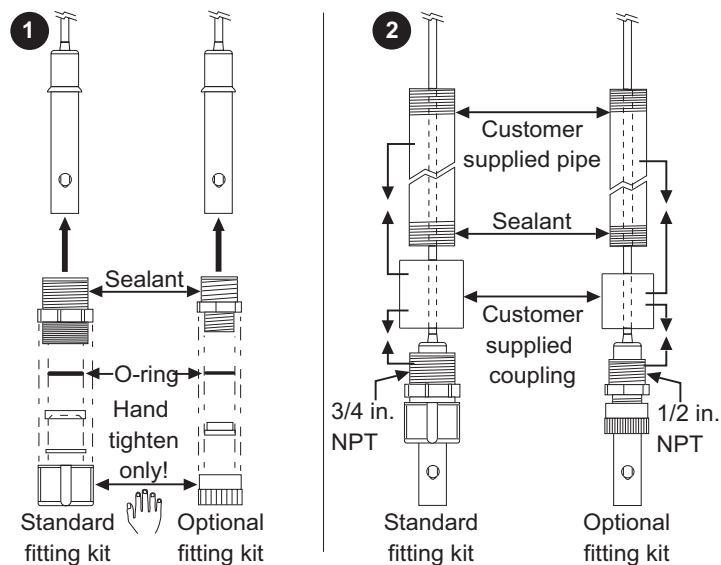 1
Sealant
O-ring
Hand
tighten
only!
Standard
fitting kit
Optional
fitting kit
2
Customer
supplied pipe
Sealant
Customer
supplied
coupling
3/4 in.
NPT
1/2 in.
NPT
Standard
fitting kit
Optional
fitting kit